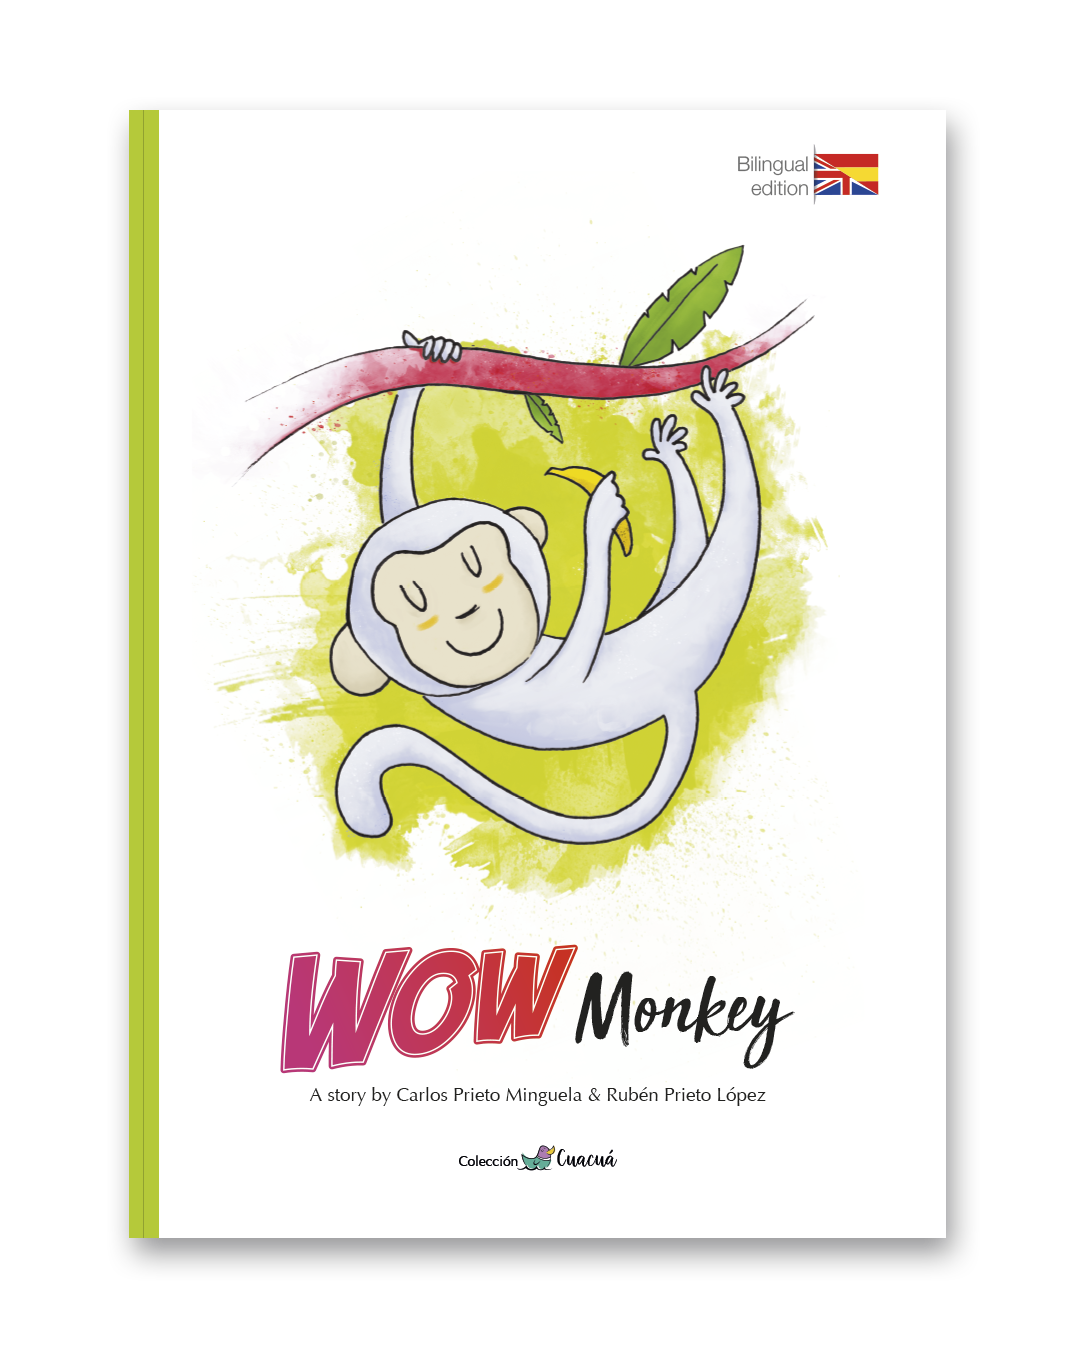 Bilingual
edition
WOW Monkey
A story by Carlos Prieto Minguela & Rubén Prieto López
Colección Cuacuá